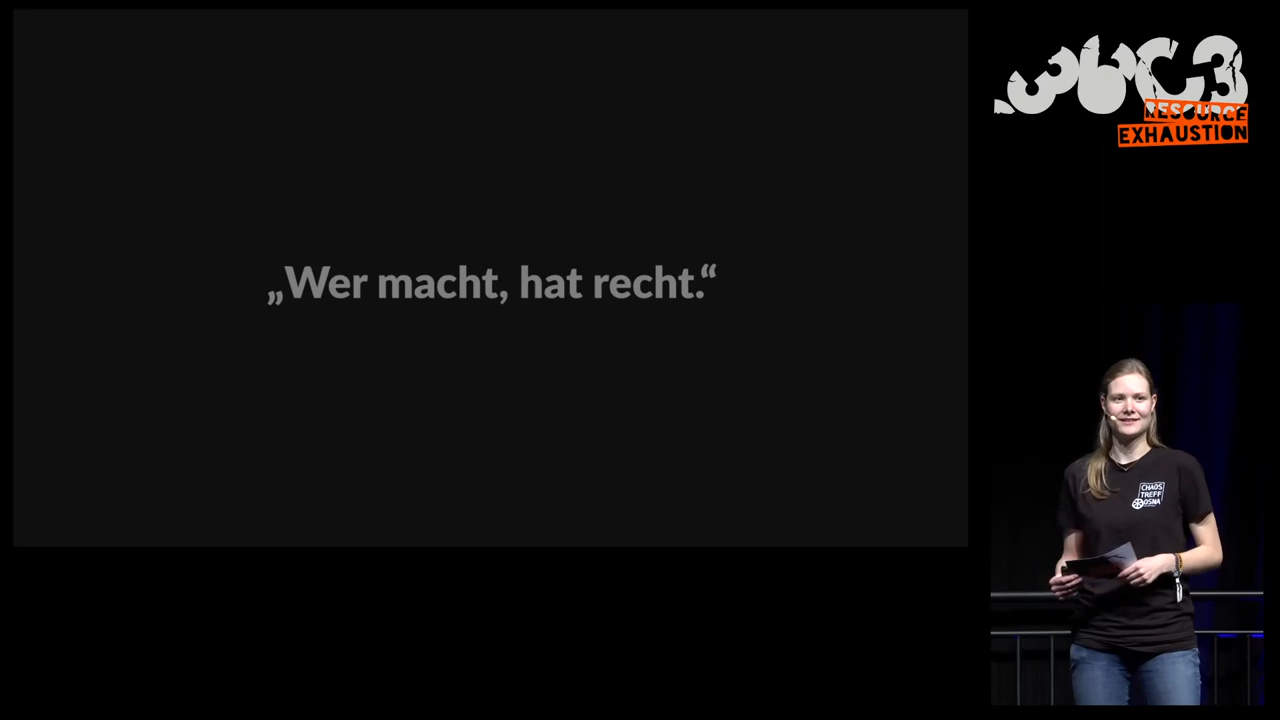 „Wer macht, hat recht.“
36C3
RESOURCE
EXHAUSTION
CHAOS
TREFF
OSNA